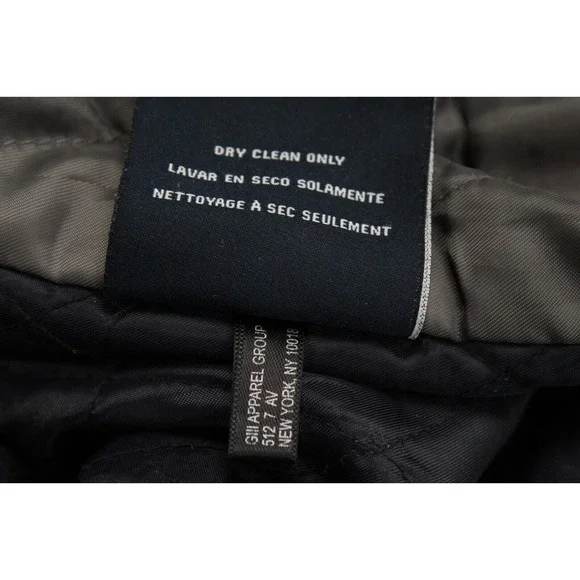 DRY CLEAN ONLY
LAVAR EN SECO SOLAMENTE
NETTOYAGE À SEC SEULEMENT
GIII APPAREL GROUP
512 7 AV
NEW YORK, NY 10018